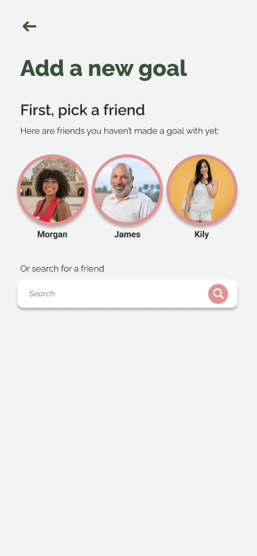 Add a new goal
First, pick a friend
Here are friends you haven't made a goal with yet:
Morgan James Kily
Or search for a friend
Search